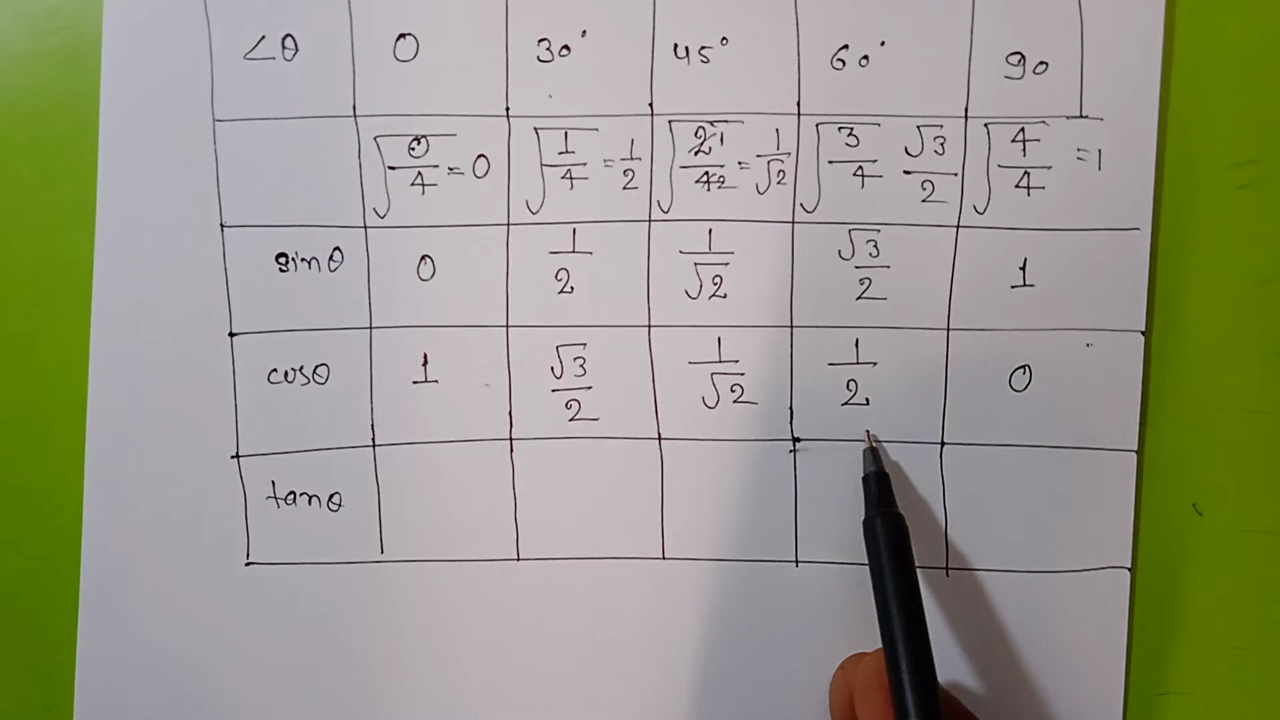 ∠θ 0 30° 45° 60° 90
√0/4 = 0 √1/4 = 1/2 √2̸1/4̸2 = 1/√2 √3/4 √3/2 √4/4 = 1
sinθ 0 1/2 1/√2 √3/2 1
cosθ 1 √3/2 1/√2 1/2 0
tanθ